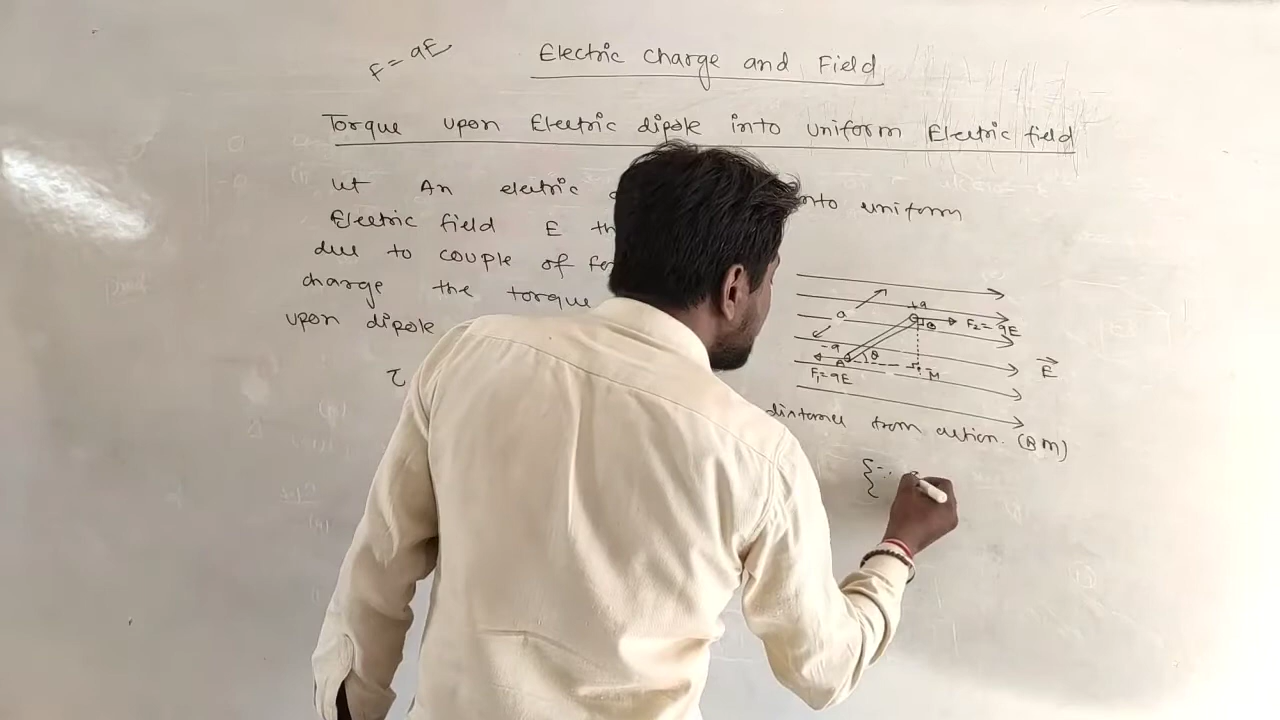 F = qE
Electric charge and Field
Torque upon Electric dipole into uniform Electric field
Let An electric
into uniform
Electric field E
due to couple of
charge the torque
upon dipole
τ
a
+q
B
F₂ = qE
-q
A
θ
M
F₁ = qE
E⃗
distance from action. (BM)
{∵